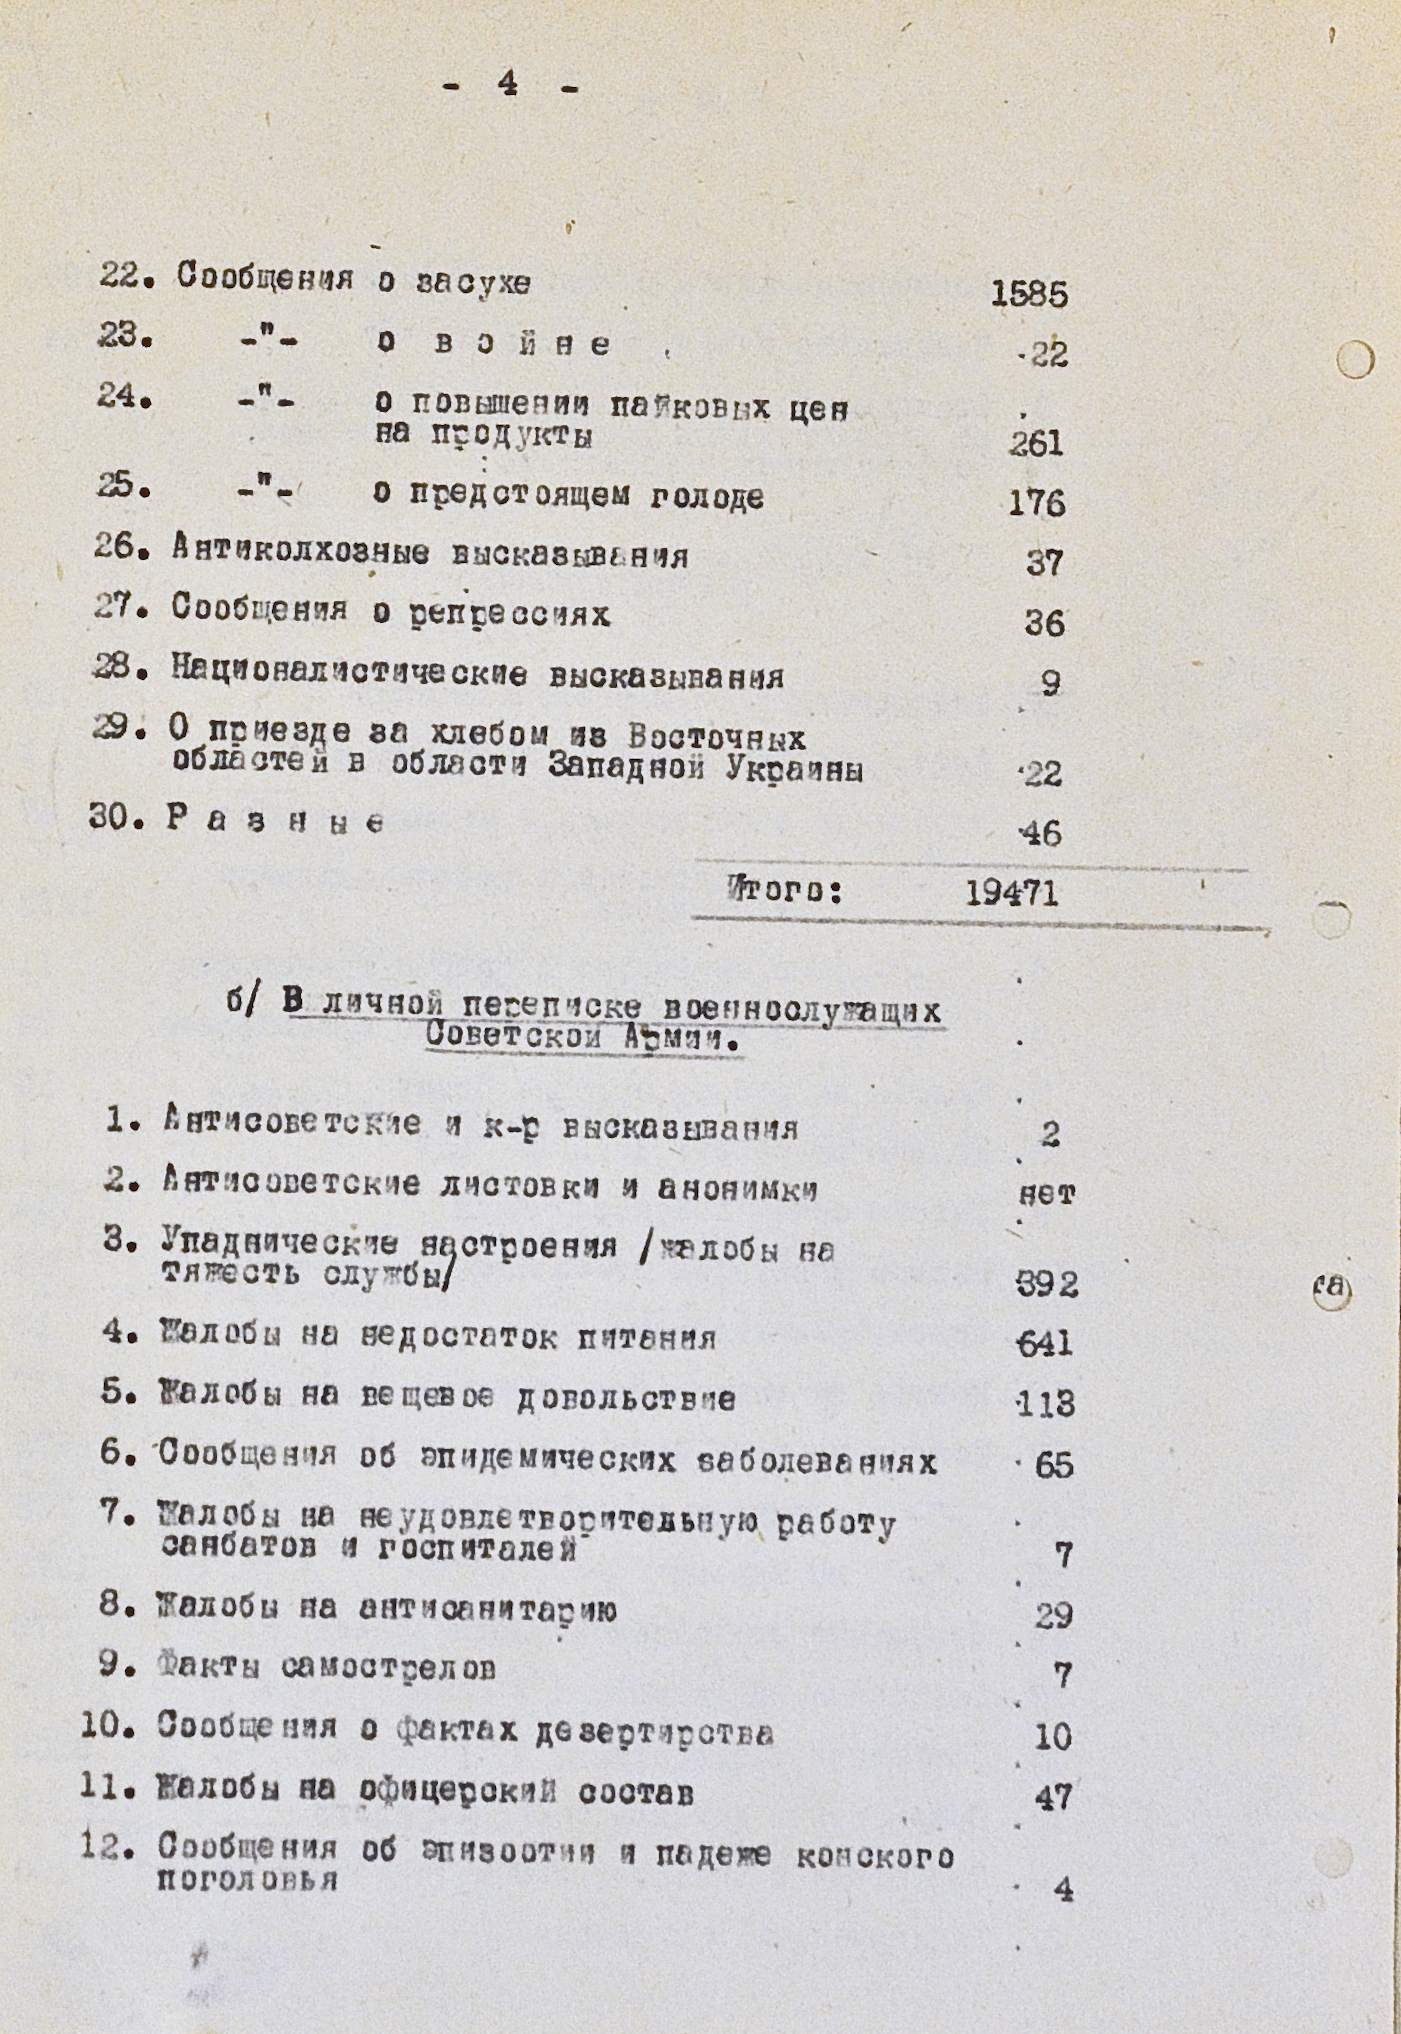 - 4 -
22. Сообщения о засухе 1585
23. -"- о в о й н е 22
24. -"- о повышении пайковых цен
на продукты 261
25. -"- о предстоящем голоде 176
26. Антиколхозные высказывания 37
27. Сообщения о репрессиях 36
28. Националистические высказывания 9
29. О приезде за хлебом из Восточных
областей в области Западной Украины 22
30. Р а з н ы е 46
Итого: 19471
б/ В личной переписке военнослужащих
Советской Армии.
1. Антисоветские и к-р высказывания 2
2. Антисоветские листовки и анонимки нет
3. Упаднические настроения /жалобы на
тяжесть службы/ 392
4. Жалобы на недостаток питания 641
5. Жалобы на вещевое довольствие 113
6. Сообщения об эпидемических заболеваниях 65
7. Жалобы на неудовлетворительную работу
санбатов и госпиталей 7
8. Жалобы на антисанитарию 29
9. Факты самострелов 7
10. Сообщения о фактах дезертирства 10
11. Жалобы на офицерский состав 47
12. Сообщения об эпизоотии и падеже конского
поголовья 4